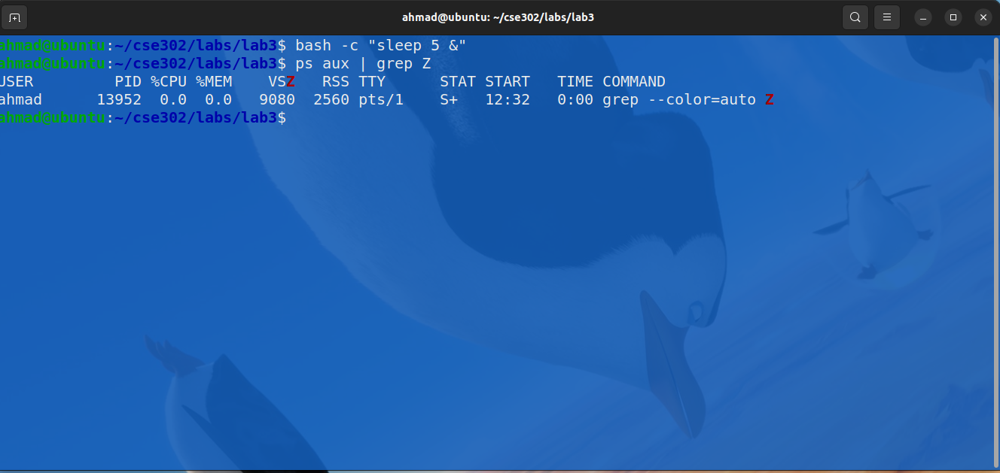 ahmad@ubuntu: ~/cse302/labs/lab3
ahmad@ubuntu:~/cse302/labs/lab3$ bash -c "sleep 5 &"
ahmad@ubuntu:~/cse302/labs/lab3$ ps aux | grep Z
USER         PID %CPU %MEM    VSZ   RSS TTY      STAT START   TIME COMMAND
ahmad      13952  0.0  0.0   9080  2560 pts/1    S+   12:32   0:00 grep --color=auto Z
ahmad@ubuntu:~/cse302/labs/lab3$